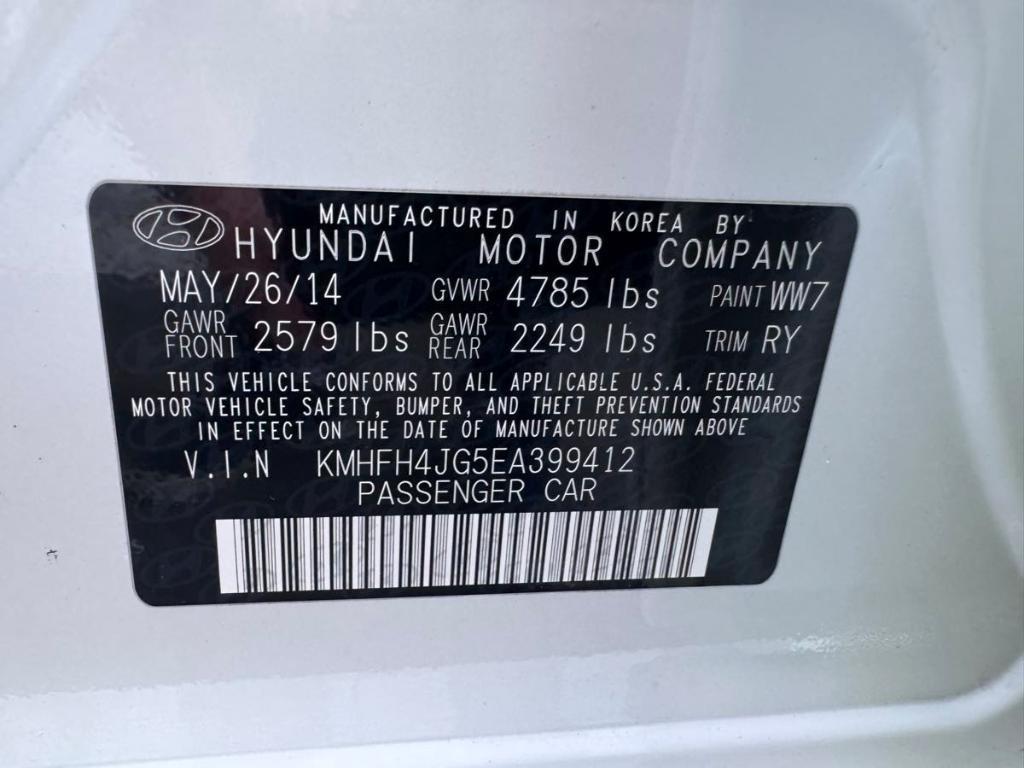 MANUFACTURED IN KOREA BY
HYUNDAI MOTOR COMPANY
MAY/26/14 GVWR 4785 lbs PAINT WW7
GAWR FRONT 2579 lbs GAWR REAR 2249 lbs TRIM RY
THIS VEHICLE CONFORMS TO ALL APPLICABLE U.S.A. FEDERAL
MOTOR VEHICLE SAFETY, BUMPER, AND THEFT PREVENTION STANDARDS
IN EFFECT ON THE DATE OF MANUFACTURE SHOWN ABOVE
V.I.N KMHFH4JG5EA399412
PASSENGER CAR